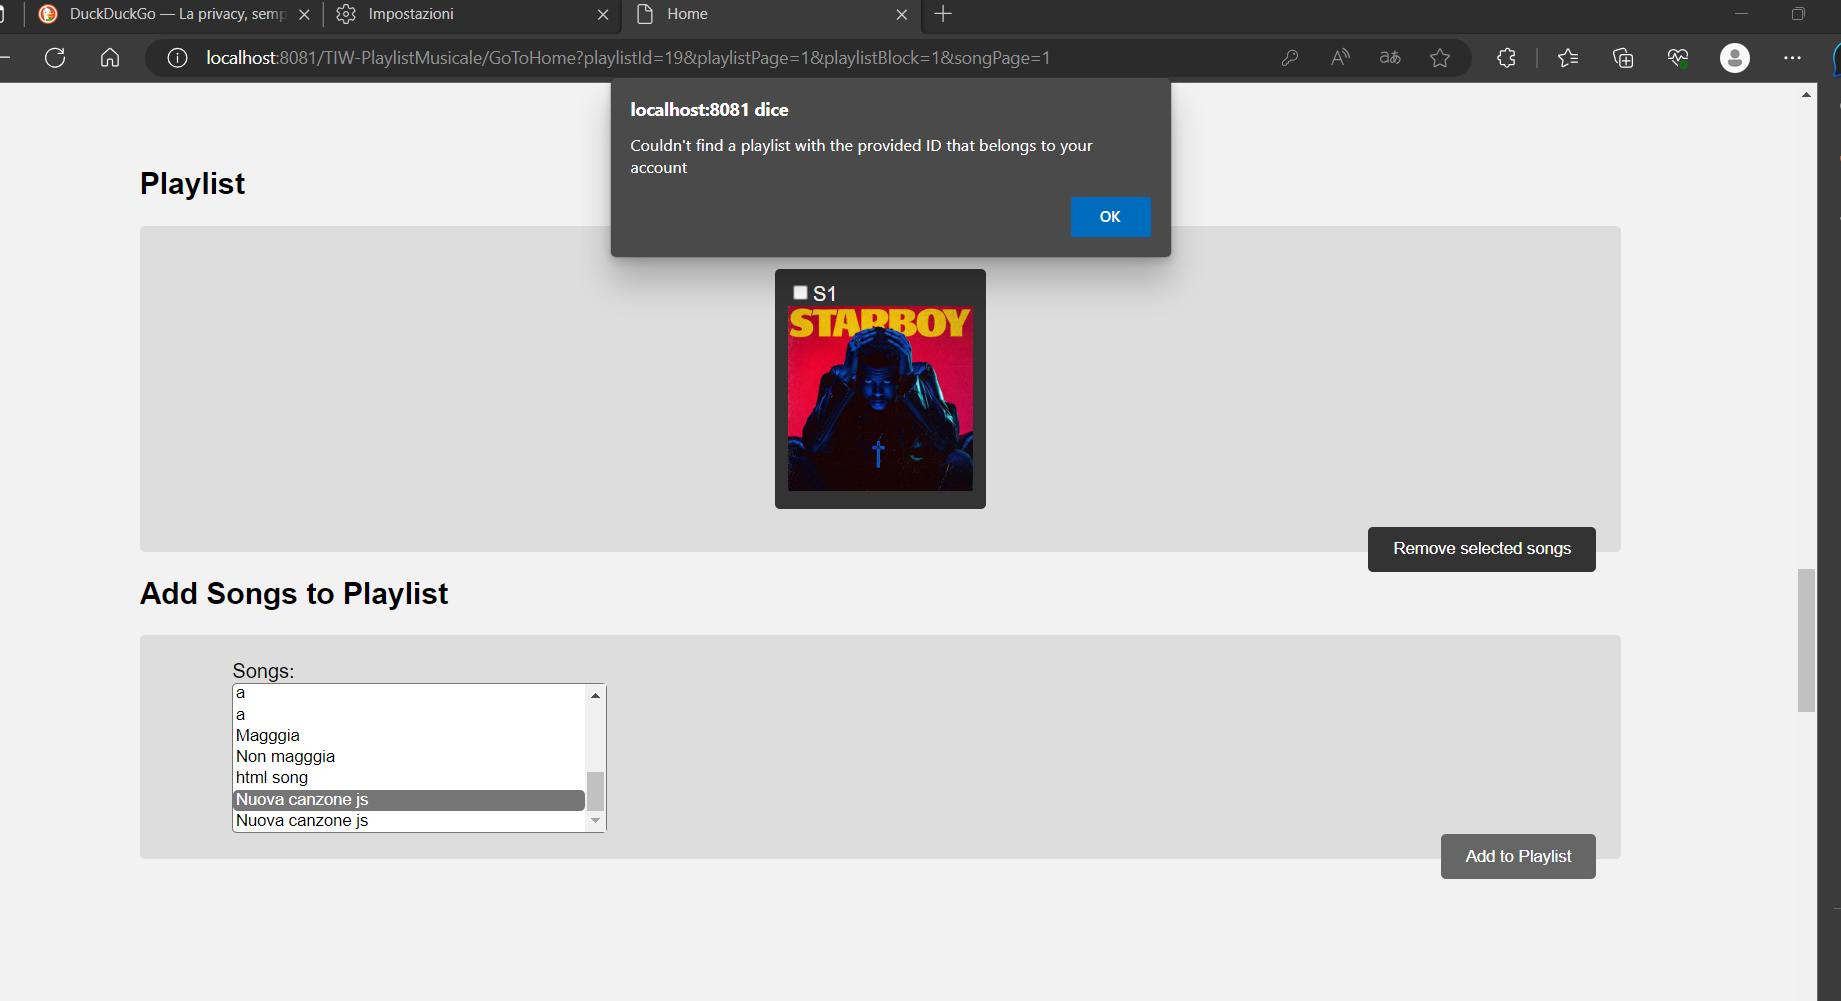 DuckDuckGo — La privacy, semp
Impostazioni
Home
localhost:8081/TIW-PlaylistMusicale/GoToHome?playlistId=19&playlistPage=1&playlistBlock=1&songPage=1
localhost:8081 dice
Couldn't find a playlist with the provided ID that belongs to your
account
OK
Playlist
S1
STARBOY
Remove selected songs
Add Songs to Playlist
Songs:
a
a
Magggia
Non magggia
html song
Nuova canzone js
Nuova canzone js
Add to Playlist